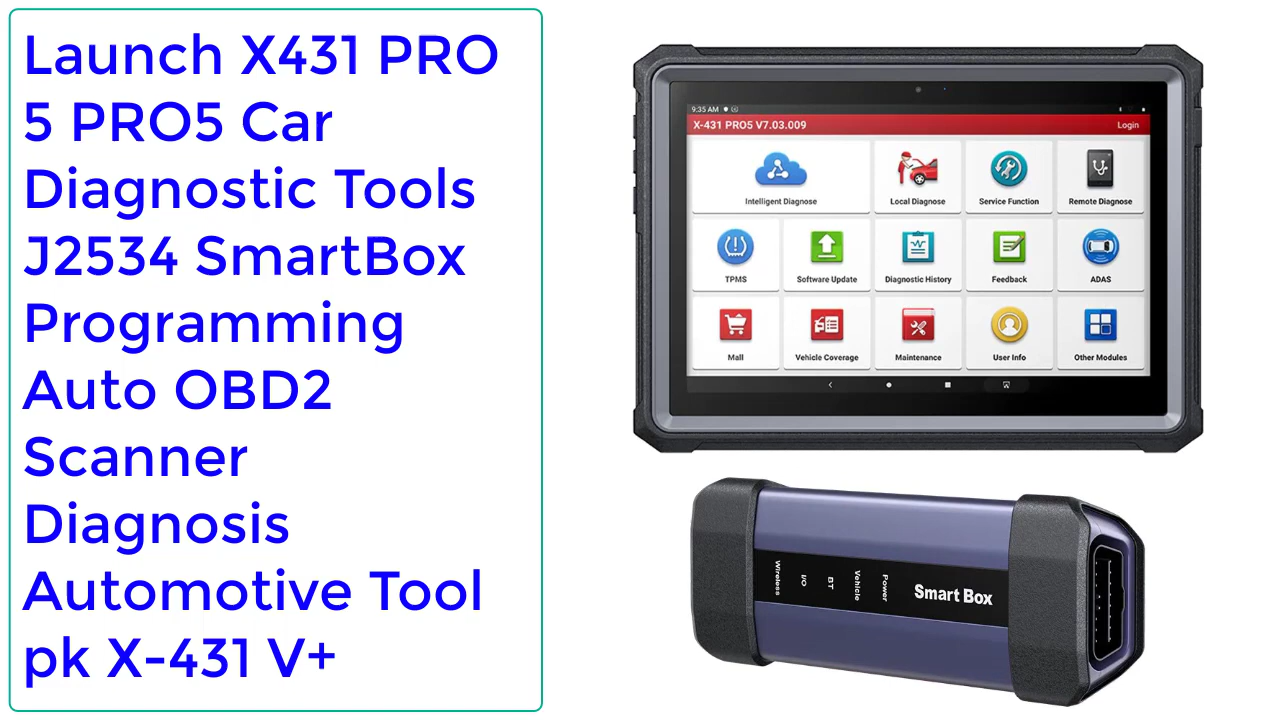 Launch X431 PRO
5 PRO5 Car
Diagnostic Tools
J2534 SmartBox
Programming
Auto OBD2
Scanner
Diagnosis
Automotive Tool
pk X-431 V+
9:35 AM
X-431 PRO5 V7.03.009 Login
Intelligent Diagnose Local Diagnose Service Function Remote Diagnose
TPMS Software Update Diagnostic History Feedback ADAS
Mall Vehicle Coverage Maintenance User Info Other Modules
Wireless I/O BT Vehicle Power Smart Box